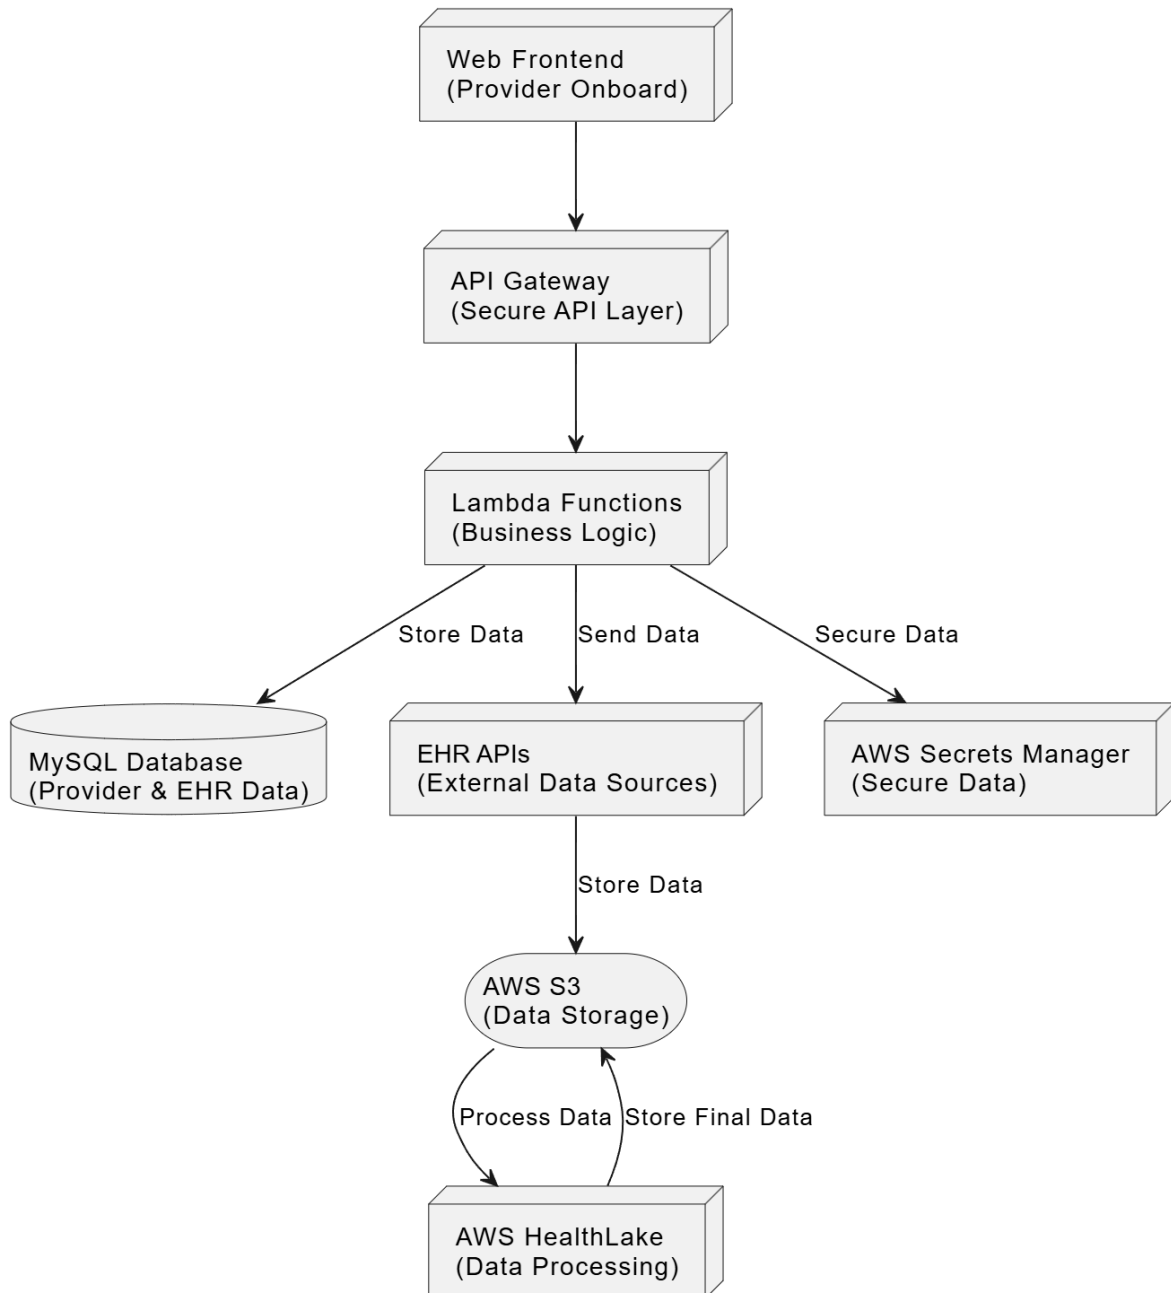 Web Frontend
(Provider Onboard)
API Gateway
(Secure API Layer)
Lambda Functions
(Business Logic)
Store Data
Send Data
Secure Data
MySQL Database
(Provider & EHR Data)
EHR APIs
(External Data Sources)
AWS Secrets Manager
(Secure Data)
Store Data
AWS S3
(Data Storage)
Process Data
Store Final Data
AWS HealthLake
(Data Processing)